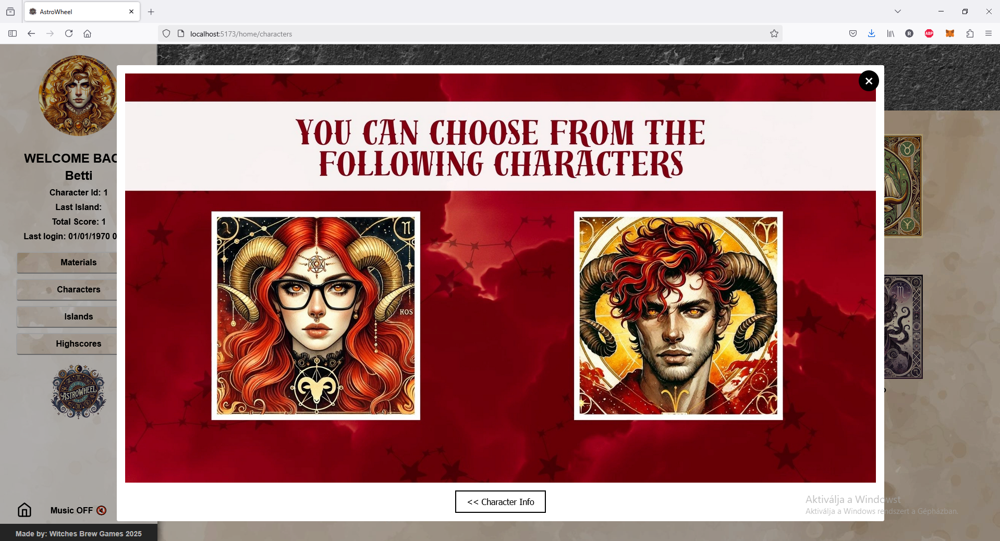 AstroWheel
localhost:5173/home/characters
WELCOME BAC
Betti
Character Id: 1
Last Island:
Total Score: 1
Last login: 01/01/1970 0
Materials
Characters
Islands
Highscores
ASTROWHEEL
Music OFF
Made by: Witches Brew Games 2025
YOU CAN CHOOSE FROM THE
FOLLOWING CHARACTERS
HOS
<< Character Info
Aktiválja a Windowst
Aktiválja a Windows rendszert a Gépházban.
R
ABP